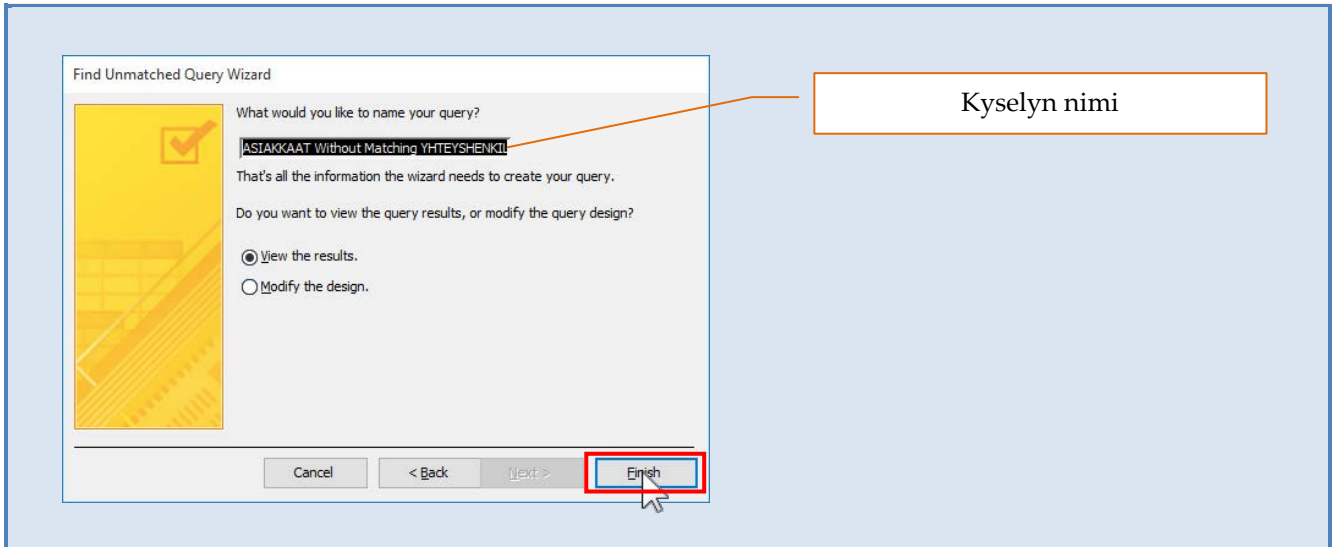 Find Unmatched Query Wizard
What would you like to name your query?
Kyselyn nimi
ASIAKKAAT Without Matching YHTEYSHENKIL
That's all the information the wizard needs to create your query.
Do you want to view the query results, or modify the query design?
View the results.
Modify the design.
Cancel
< Back
Next >
Finish